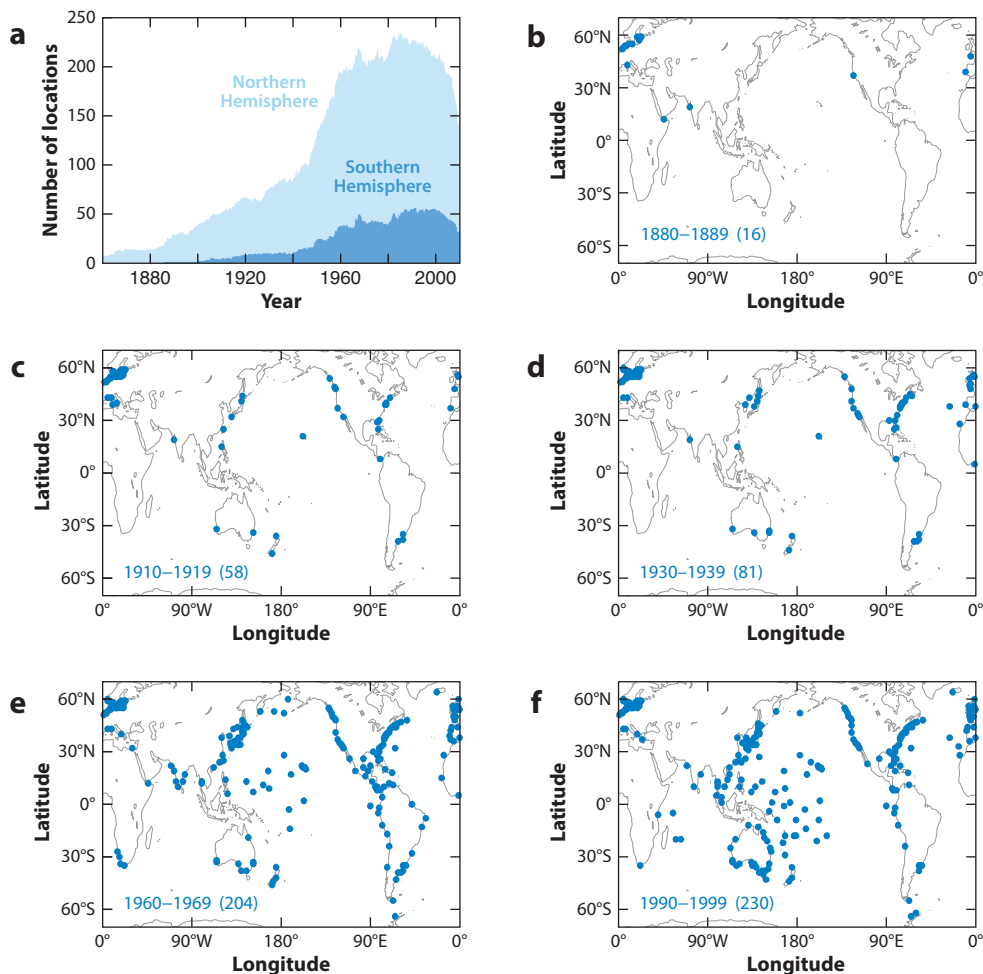 a
250
200
150
100
50
0
Number of locations
Northern
Hemisphere
Southern
Hemisphere
1880
1920
1960
2000
Year
b
60°N
30°N
0°
30°S
60°S
Latitude
1880–1889 (16)
0°
90°W
180°
90°E
0°
Longitude
c
60°N
30°N
0°
30°S
60°S
Latitude
1910–1919 (58)
0°
90°W
180°
90°E
0°
Longitude
d
60°N
30°N
0°
30°S
60°S
Latitude
1930–1939 (81)
0°
90°W
180°
90°E
0°
Longitude
e
60°N
30°N
0°
30°S
60°S
Latitude
1960–1969 (204)
0°
90°W
180°
90°E
0°
Longitude
f
60°N
30°N
0°
30°S
60°S
Latitude
1990–1999 (230)
0°
90°W
180°
90°E
0°
Longitude